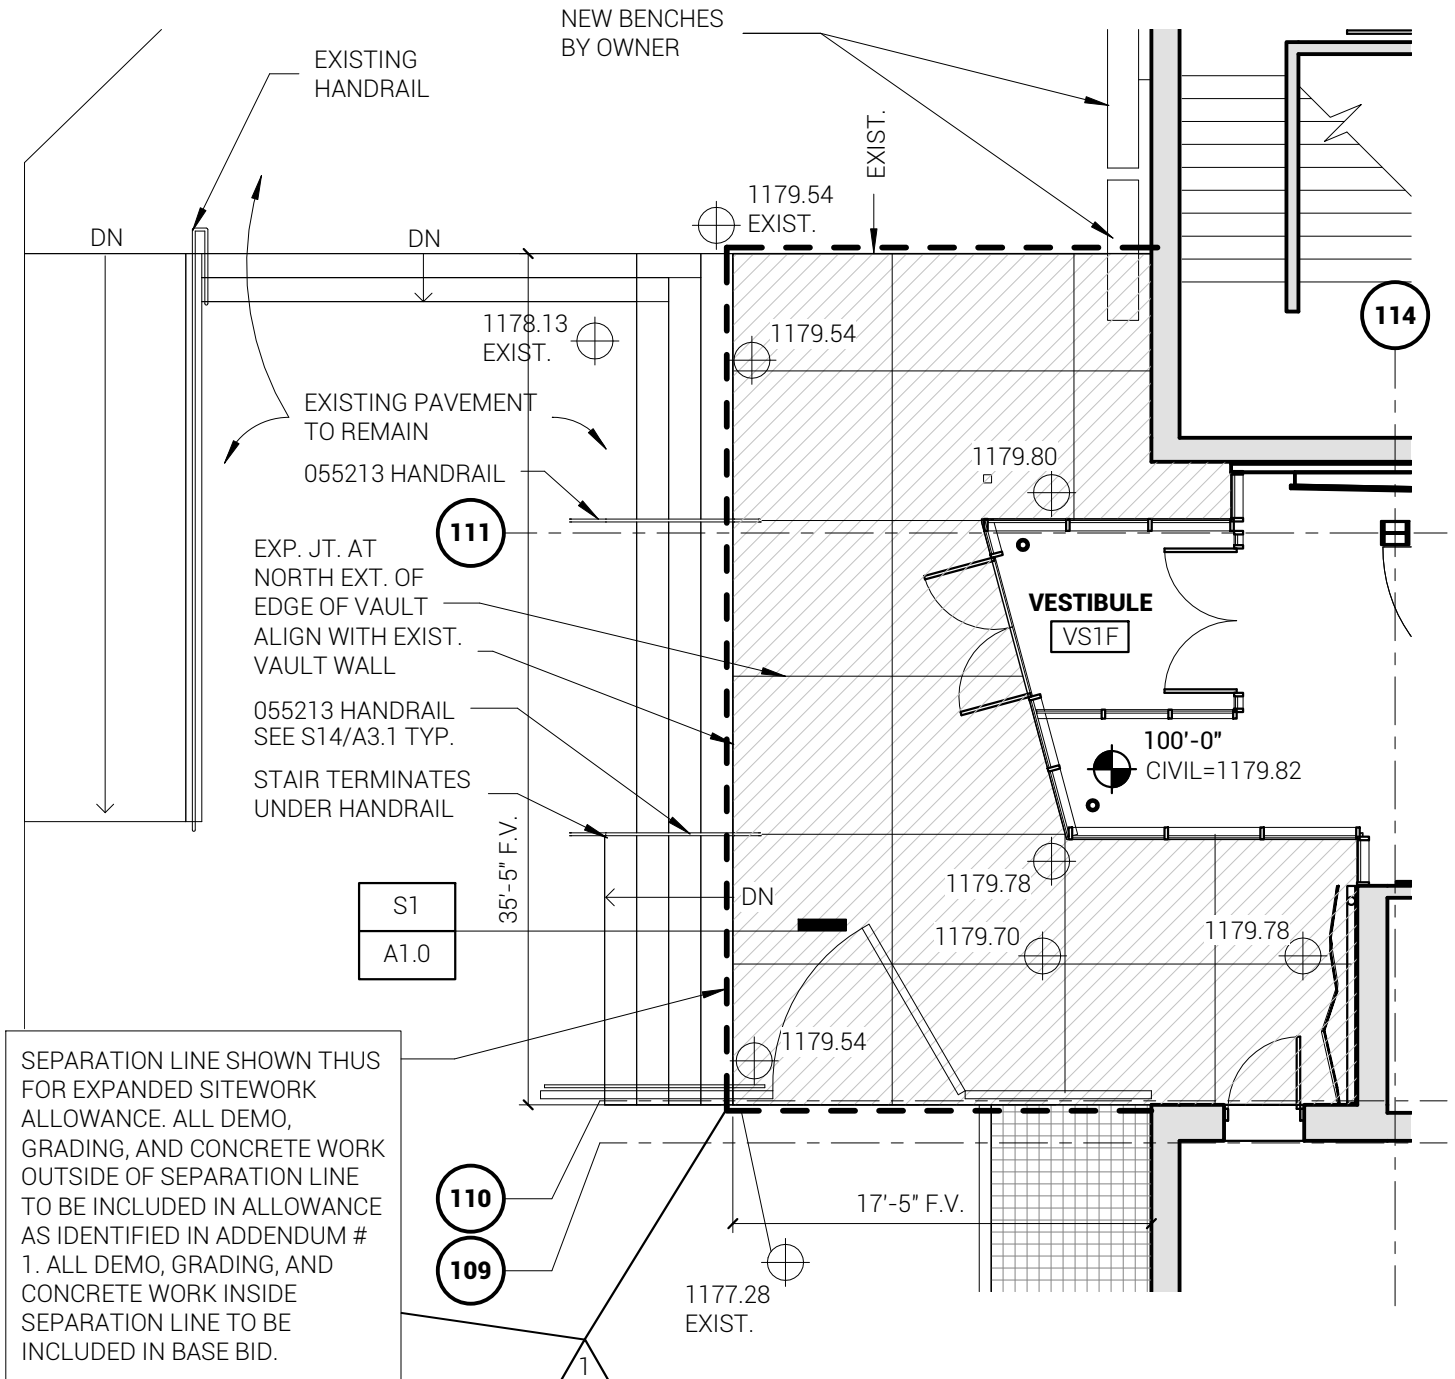 NEW BENCHES
BY OWNER
EXISTING
HANDRAIL
EXIST.
1179.54
EXIST.
DN
DN
114
1178.13
EXIST.
1179.54
EXISTING PAVEMENT
TO REMAIN
055213 HANDRAIL
1179.80
111
EXP. JT. AT
NORTH EXT. OF
EDGE OF VAULT
ALIGN WITH EXIST.
VAULT WALL
VESTIBULE
VS1F
055213 HANDRAIL
SEE S14/A3.1 TYP.
100'-0"
CIVIL=1179.82
STAIR TERMINATES
UNDER HANDRAIL
35'-5" F.V.
S1
A1.0
DN
1179.78
1179.70
1179.78
1179.54
SEPARATION LINE SHOWN THUS
FOR EXPANDED SITEWORK
ALLOWANCE. ALL DEMO,
GRADING, AND CONCRETE WORK
OUTSIDE OF SEPARATION LINE
TO BE INCLUDED IN ALLOWANCE
AS IDENTIFIED IN ADDENDUM #
1. ALL DEMO, GRADING, AND
CONCRETE WORK INSIDE
SEPARATION LINE TO BE
INCLUDED IN BASE BID.
110
109
17'-5" F.V.
1177.28
EXIST.
1